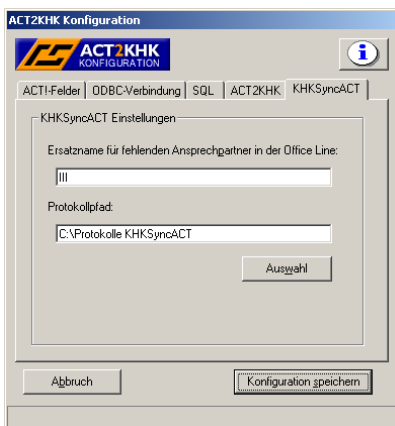 ACT2KHK Konfiguration
ACT2KHK
KONFIGURATION
i
ACT!-Felder ODBC-Verbindung SQL ACT2KHK KHKSyncACT
KHKSyncACT Einstellungen
Ersatzname für fehlenden Ansprechpartner in der Office Line:
!!!
Protokollpfad:
C:\Protokolle KHKSyncACT
Auswahl
Abbruch Konfiguration speichern